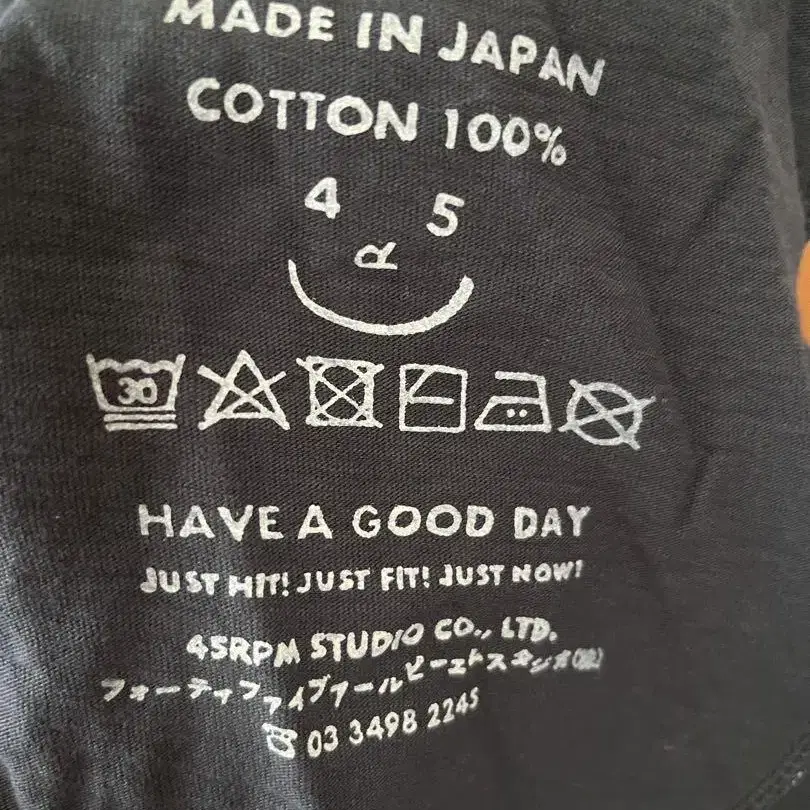 MADE IN JAPAN
COTTON 100%
4 5
R
30
HAVE A GOOD DAY
JUST HIT! JUST FIT! JUST NOW!
45RPM STUDIO CO., LTD.
フォーティファイブアールピーエムスタジオ㈱
☎ 03 3498 2245